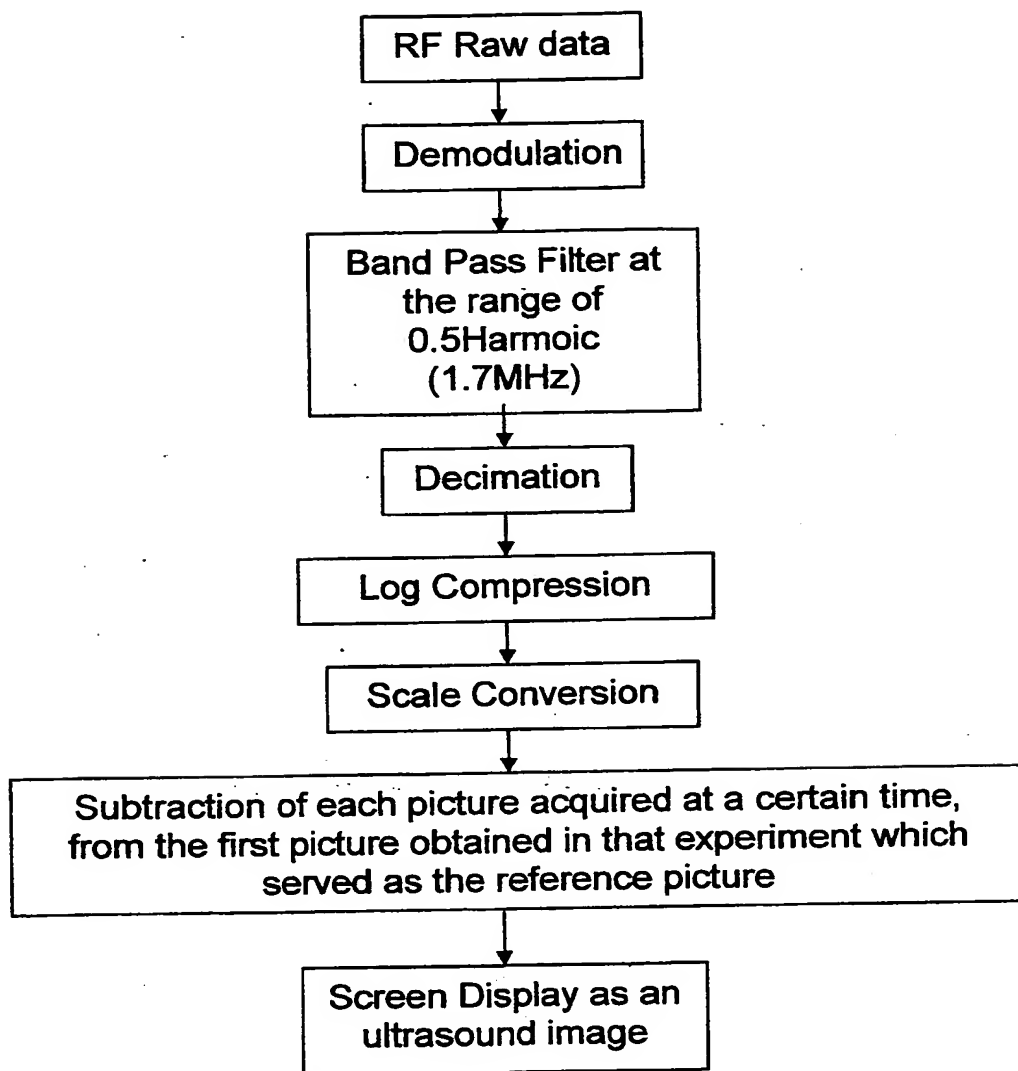 RF Raw data
Demodulation
Band Pass Filter at
the range of
0.5Harmoic
(1.7MHz)
Decimation
Log Compression
Scale Conversion
Subtraction of each picture acquired at a certain time,
from the first picture obtained in that experiment which
served as the reference picture
Screen Display as an
ultrasound image